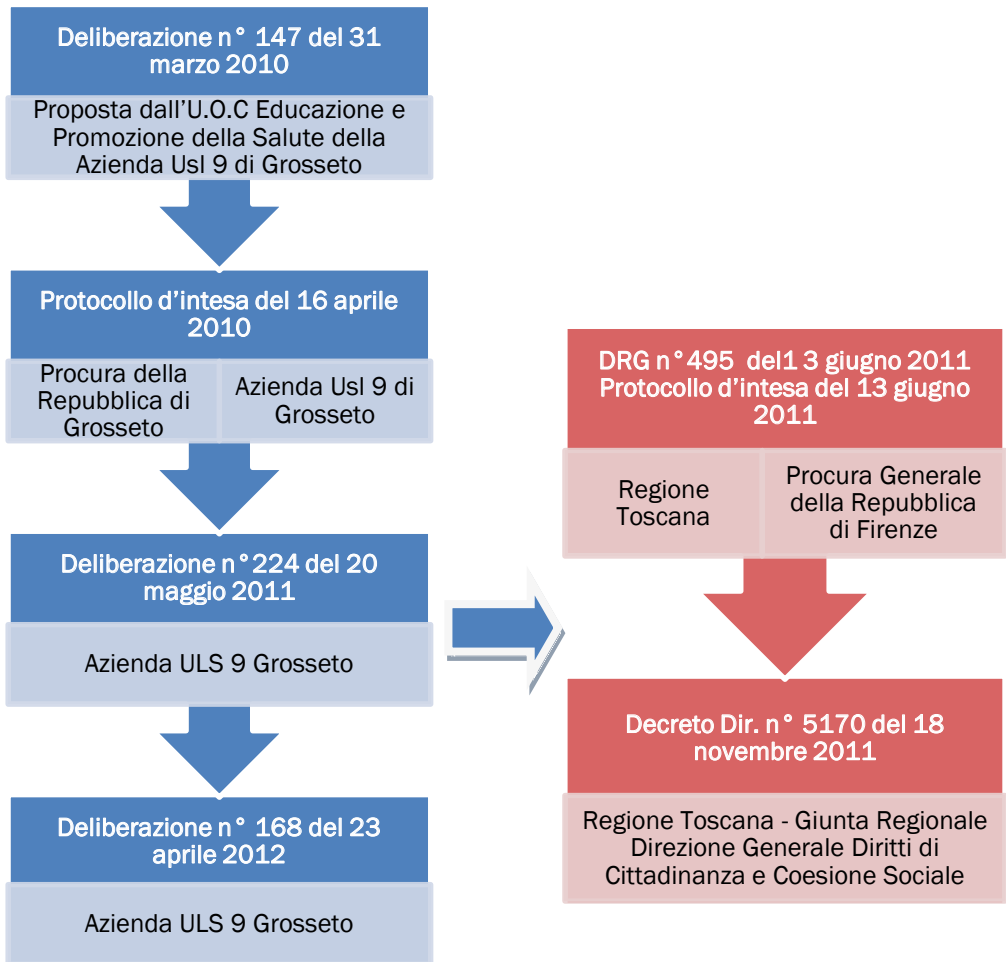 Deliberazione n° 147 del 31
marzo 2010
Proposta dall'U.O.C Educazione e
Promozione della Salute della
Azienda Usl 9 di Grosseto
Protocollo d'intesa del 16 aprile
2010
Procura della
Repubblica di
Grosseto
Azienda Usl 9 di
Grosseto
Deliberazione n°224 del 20
maggio 2011
Azienda ULS 9 Grosseto
Deliberazione n° 168 del 23
aprile 2012
Azienda ULS 9 Grosseto
DRG n°495 del1 3 giugno 2011
Protocollo d'intesa del 13 giugno
2011
Regione
Toscana
Procura Generale
della Repubblica
di Firenze
Decreto Dir. n° 5170 del 18
novembre 2011
Regione Toscana - Giunta Regionale
Direzione Generale Diritti di
Cittadinanza e Coesione Sociale